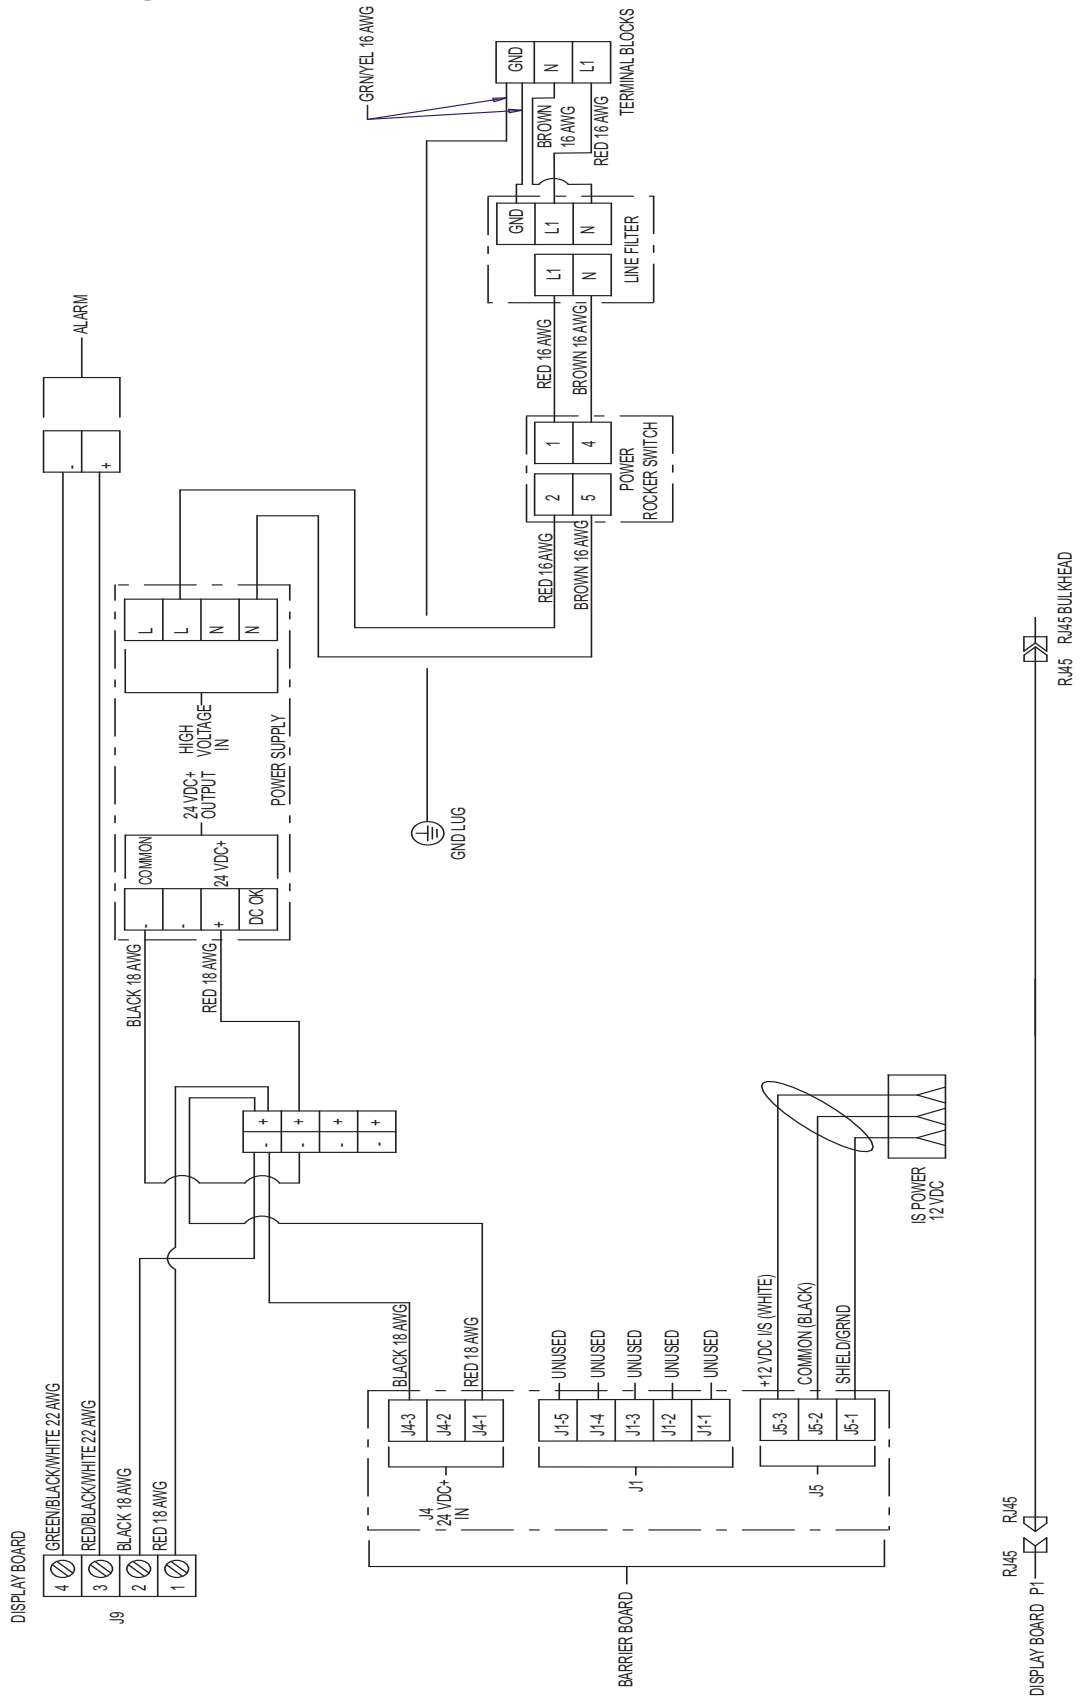 DISPLAY BOARD
J9
4
3
2
1
GREEN/BLACK/WHITE 22 AWG
RED/BLACK/WHITE 22 AWG
BLACK 18 AWG
RED 18 AWG
-
+
ALARM
BLACK 18 AWG
RED 18 AWG
-
-
+
DC OK
COMMON
24 VDC+
24 VDC+
OUTPUT
HIGH
VOLTAGE
IN
POWER SUPPLY
L
L
N
N
- +
- +
- +
- +
GND LUG
RED 16 AWG
BROWN 16 AWG
2
5
1
4
POWER
ROCKER SWITCH
RED 16 AWG
BROWN 16 AWG
L1
N
GND
L1
N
LINE FILTER
GRN/YEL 16 AWG
BROWN
16 AWG
RED 16 AWG
GND
N
L1
TERMINAL BLOCKS
BARRIER BOARD
J4
24 VDC+
IN
J4-3
J4-2
J4-1
BLACK 18 AWG
RED 18 AWG
J1
J1-5
J1-4
J1-3
J1-2
J1-1
UNUSED
UNUSED
UNUSED
UNUSED
UNUSED
J5
J5-3
J5-2
J5-1
+12 VDC I/S (WHITE)
COMMON (BLACK)
SHIELD/GRND
IS POWER
12 VDC
DISPLAY BOARD P1
RJ45
RJ45
RJ45
RJ45 BULKHEAD